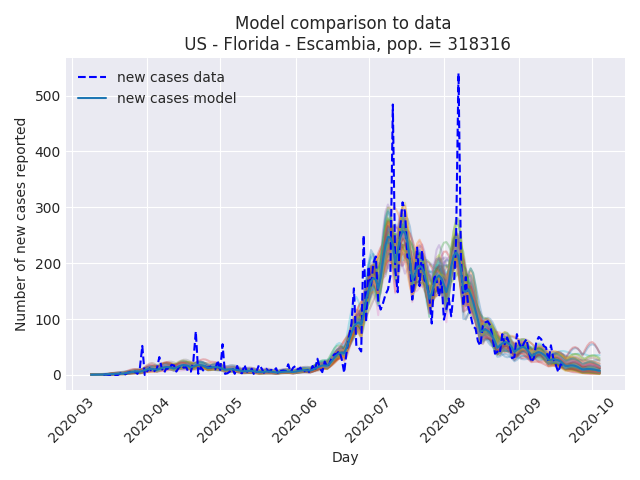 Model comparison to data
US - Florida - Escambia, pop. = 318316
new cases data
new cases model
Number of new cases reported
500
400
300
200
100
0
2020-03
2020-04
2020-05
2020-06
2020-07
2020-08
2020-09
2020-10
Day